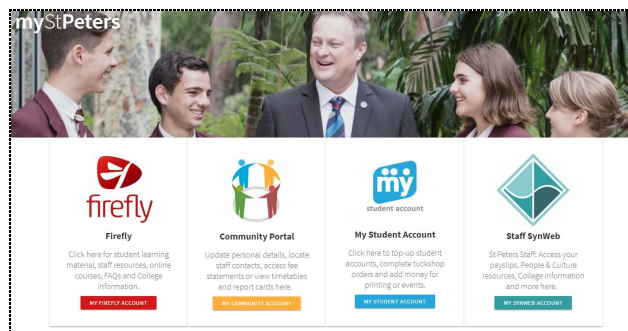 myStPeters
firefly
Firefly
Click here for student learning
material, staff resources, online
courses, FAQs and College
information.
MY FIREFLY ACCOUNT
Community Portal
Update personal details, locate
staff contacts, access fee
statements or view timetables
and report cards here.
MY COMMUNITY ACCOUNT
my
student account
My Student Account
Click here to top-up student
accounts, complete tuckshop
orders and add money for
printing or events.
MY STUDENT ACCOUNT
Staff SynWeb
St Peters Staff: Access your
payslips, People & Culture
resources, College information
and more here.
MY SYNWEB ACCOUNT